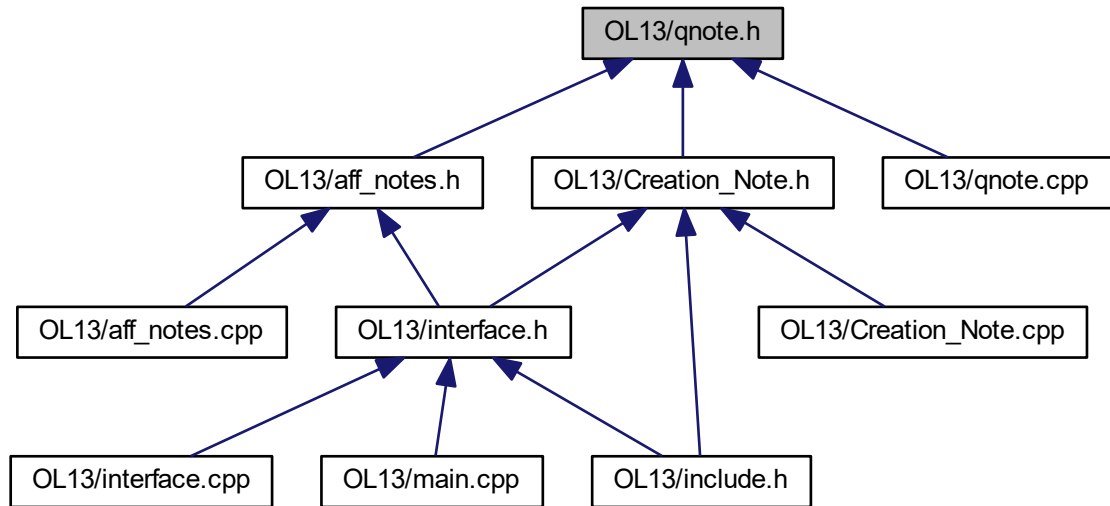 OL13/qnote.h
OL13/aff_notes.h
OL13/Creation_Note.h
OL13/qnote.cpp
OL13/aff_notes.cpp
OL13/interface.h
OL13/Creation_Note.cpp
OL13/interface.cpp
OL13/main.cpp
OL13/include.h